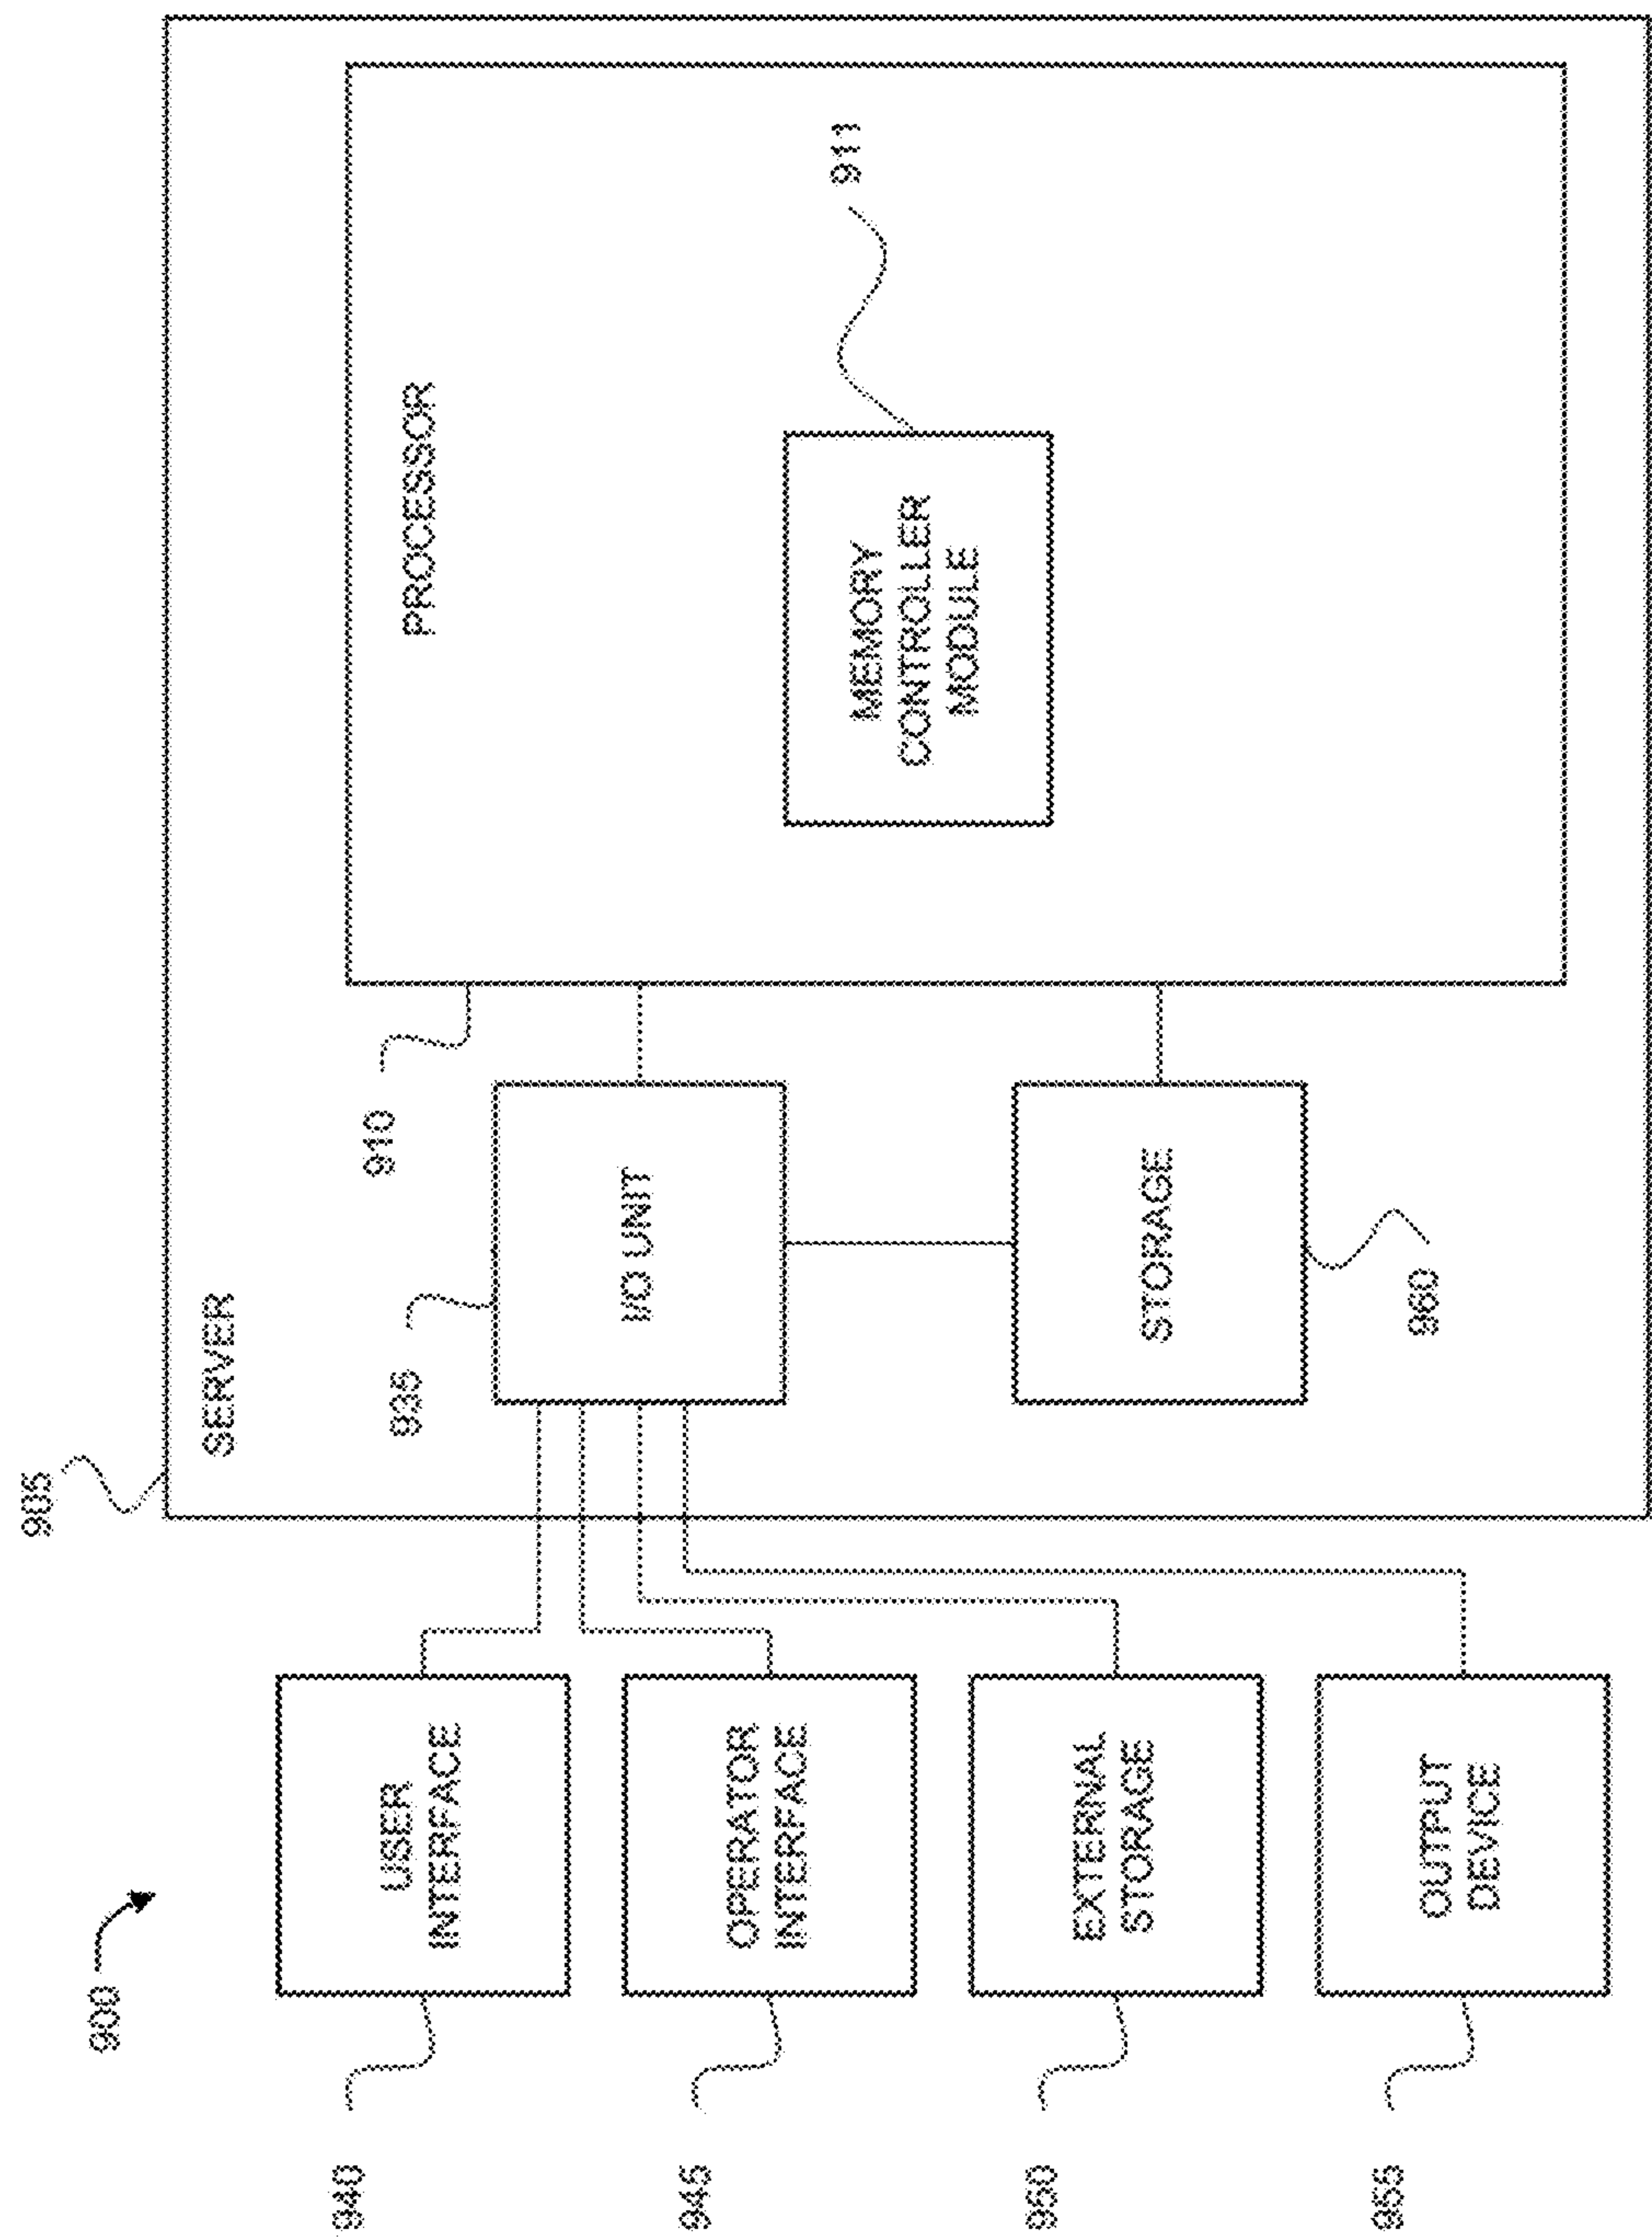 900
905
SERVER
940
USER
INTERFACE
945
OPERATOR
INTERFACE
950
EXTERNAL
STORAGE
955
OUTPUT
DEVICE
935
I/O UNIT
910
STORAGE
960
PROCESSOR
MEMORY
CONTROLLER
MODULE
911